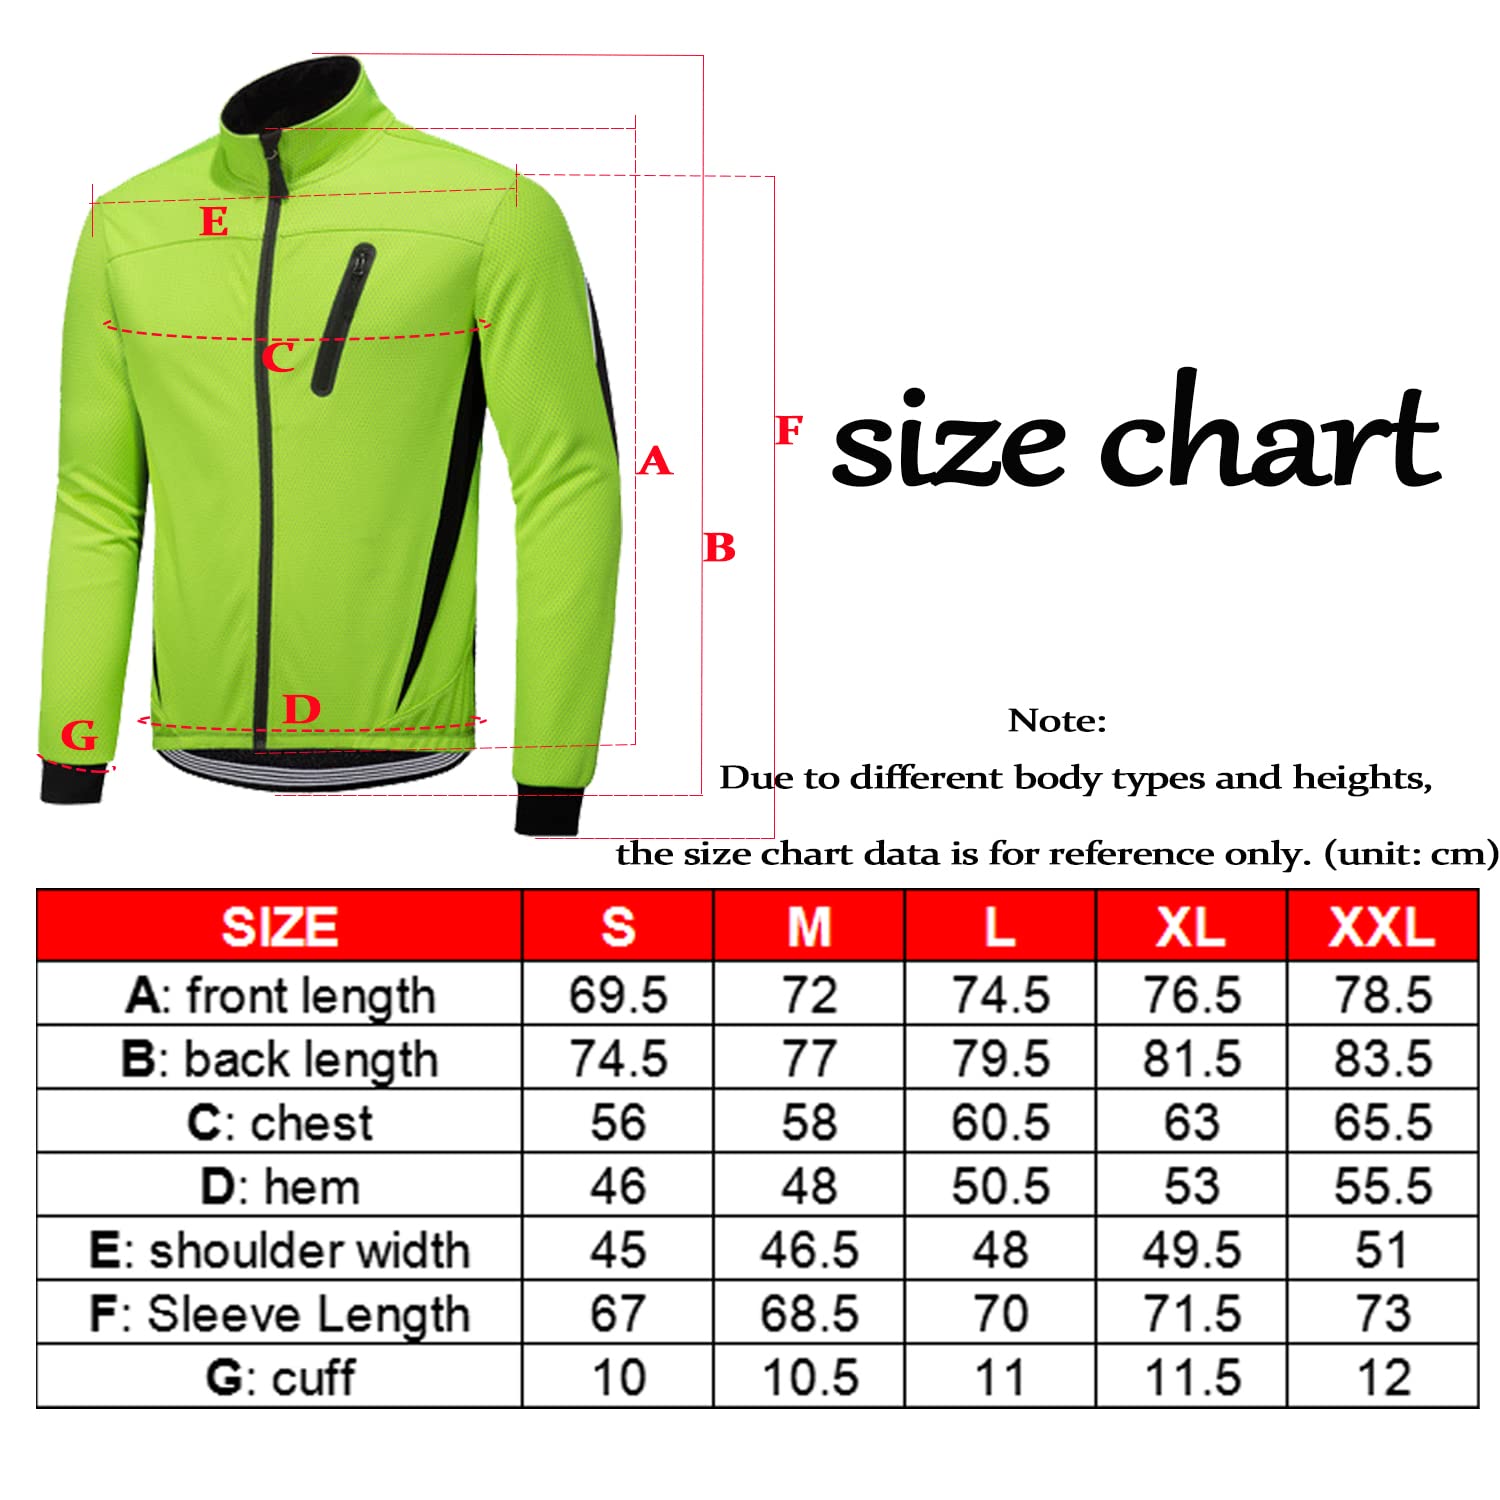 E
C
A
F
B
D
G
size chart
Note:
Due to different body types and heights,
the size chart data is for reference only. (unit: cm)
SIZE S M L XL XXL
A: front length 69.5 72 74.5 76.5 78.5
B: back length 74.5 77 79.5 81.5 83.5
C: chest 56 58 60.5 63 65.5
D: hem 46 48 50.5 53 55.5
E: shoulder width 45 46.5 48 49.5 51
F: Sleeve Length 67 68.5 70 71.5 73
G: cuff 10 10.5 11 11.5 12